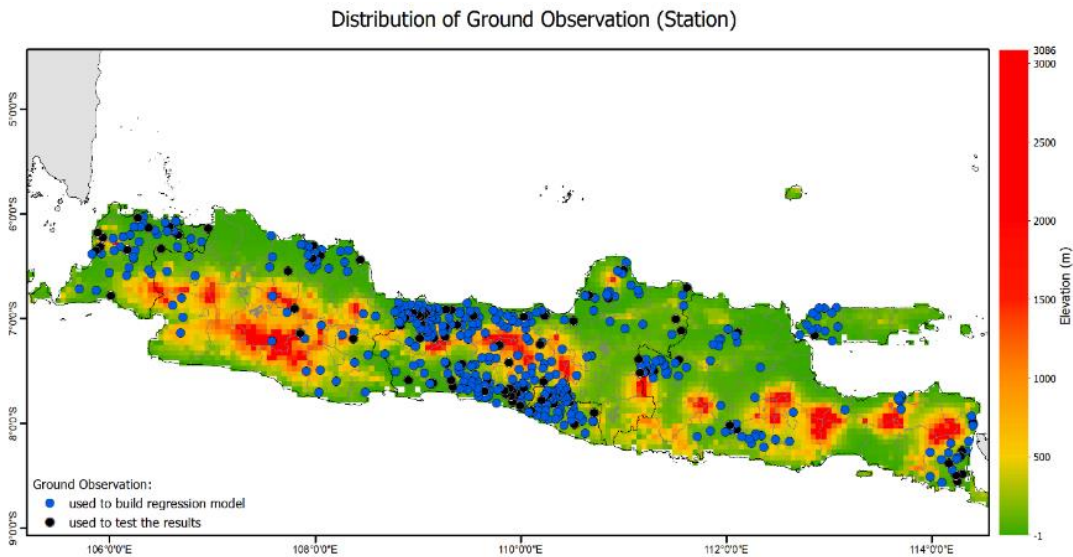 Distribution of Ground Observation (Station)
3086
3000
2500
2000
1500
1000
500
-1
Elevation (m)
5°0'0"S
6°0'0"S
7°0'0"S
8°0'0"S
9°0'0"S
Ground Observation:
used to build regression model
used to test the results
106°0'0"E
108°0'0"E
110°0'0"E
112°0'0"E
114°0'0"E